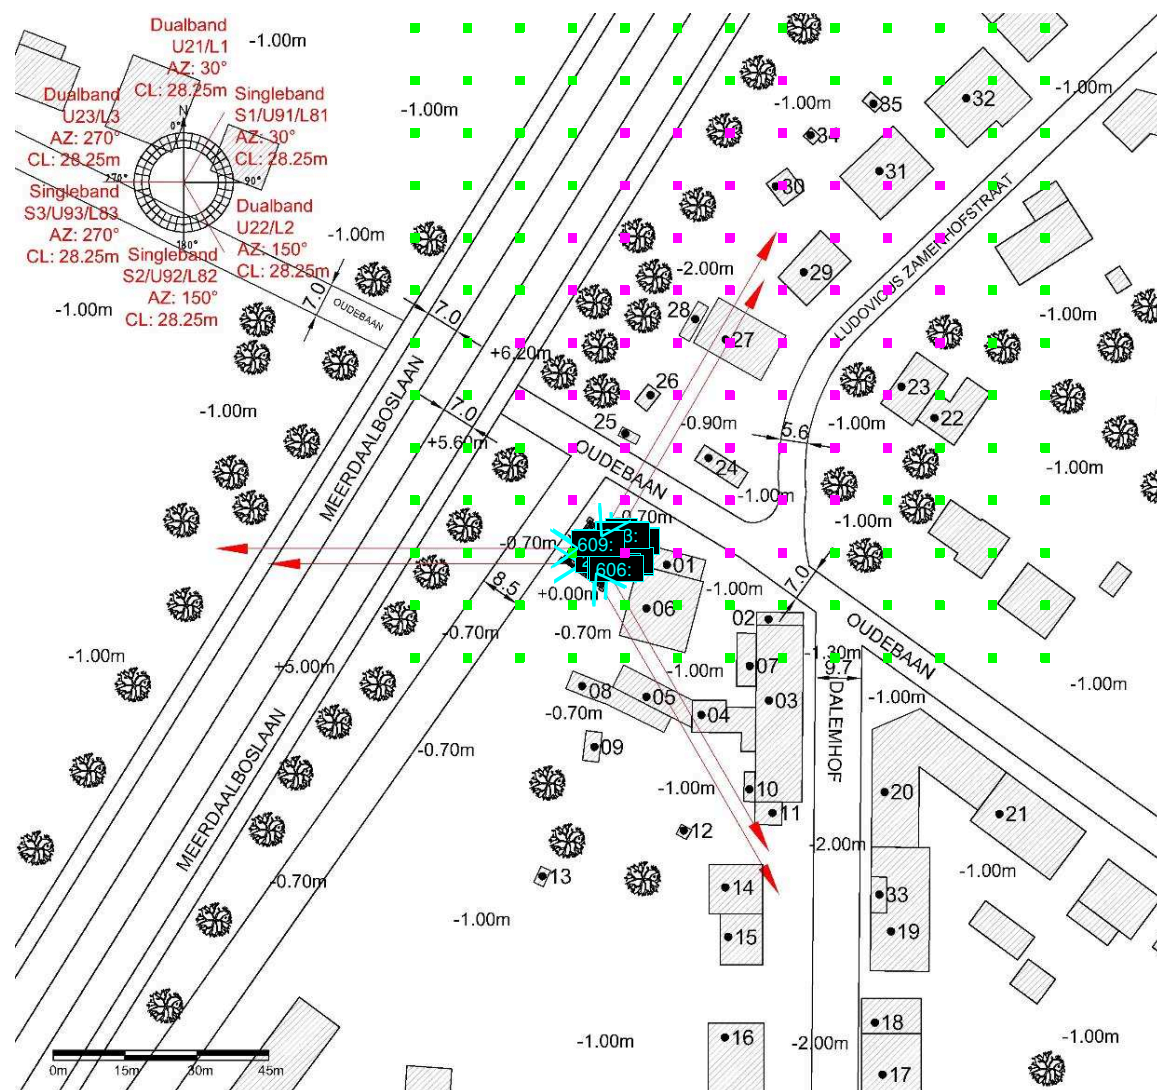 Dualband
U21/L1
AZ: 30°
CL: 28.25m
-1.00m
Dualband
U23/L3
AZ: 270°
CL: 28.25m
Singleband
S1/U91/L81
AZ: 30°
CL: 28.25m
N
0°
90°
180°
270°
Singleband
S3/U93/L83
AZ: 270°
CL: 28.25m
Dualband
U22/L2
AZ: 150°
CL: 28.25m
Singleband
S2/U92/L82
AZ: 150°
CL: 28.25m
-1.00m
-1.00m
-1.00m
-1.00m
-1.00m
35
32
34
31
30
29
28
27
26
25
24
23
22
-2.00m
LUDOVICUS ZAMENHOFSTRAAT
7.0
OUDEBAAN
7.0
+6.20m
7.0
+5.60m
MEERDAALBOSLAAN
-1.00m
-1.00m
-0.90m
5.6
-1.00m
-1.00m
OUDEBAAN
-1.00m
-0.70m
-0.70m
-1.00m
609:
606:
01
+0.00m
8.5
-1.00m
7.0
06
02
-0.70m
-0.70m
OUDEBAAN
-1.00m
+5.00m
-1.00m
07
-1.30m
9.7
08
05
03
04
-0.70m
-1.00m
-1.00m
DALEMHOF
09
-0.70m
MEERDAALBOSLAAN
-1.00m
10
11
20
21
12
-2.00m
13
-0.70m
14
-1.00m
33
-1.00m
15
19
18
16
-1.00m
-2.00m
-1.00m
17
0m
15m
30m
45m